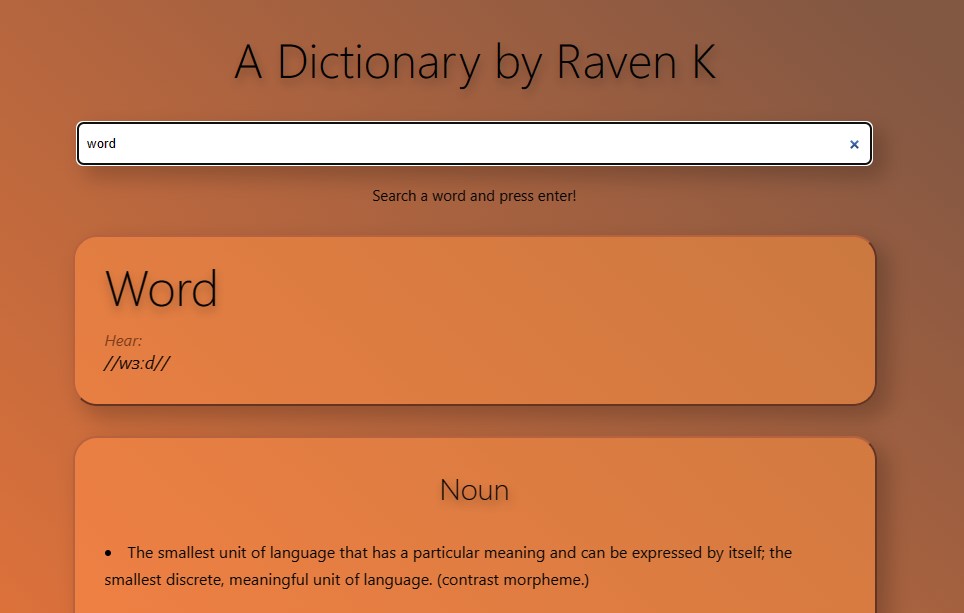 A Dictionary by Raven K
word
×
Search a word and press enter!
Word
Hear:
//wɜːd//
Noun
• The smallest unit of language that has a particular meaning and can be expressed by itself; the
smallest discrete, meaningful unit of language. (contrast morpheme.)